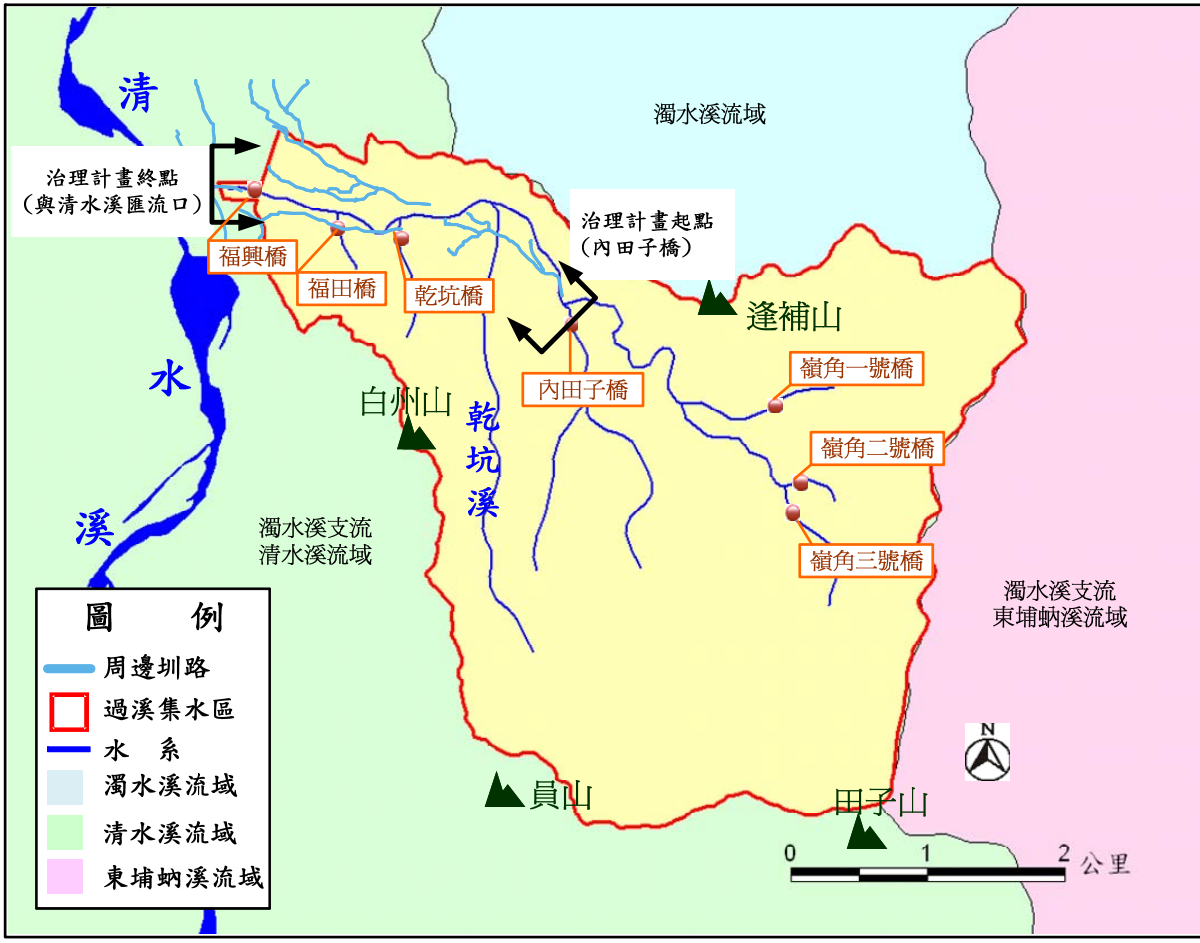 清
水
溪
濁水溪流域
治理計畫終點
(與清水溪匯流口)
治理計畫起點
(內田子橋)
福興橋
福田橋
乾坑橋
內田子橋
逢補山
嶺角一號橋
嶺角二號橋
嶺角三號橋
白州山
乾
坑
溪
濁水溪支流
清水溪流域
濁水溪支流
東埔蚋溪流域
員山
田子山
圖 例
周邊圳路
過溪集水區
水 系
濁水溪流域
清水溪流域
東埔蚋溪流域
N
0 1 2 公里